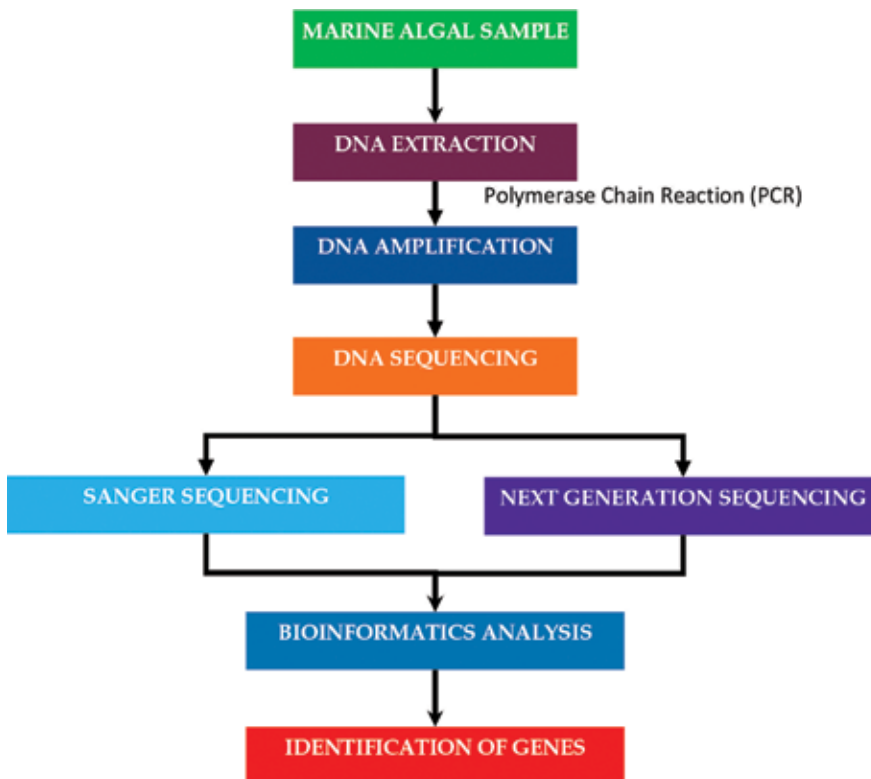 MARINE ALGAL SAMPLE
DNA EXTRACTION
Polymerase Chain Reaction (PCR)
DNA AMPLIFICATION
DNA SEQUENCING
SANGER SEQUENCING
NEXT GENERATION SEQUENCING
BIOINFORMATICS ANALYSIS
IDENTIFICATION OF GENES